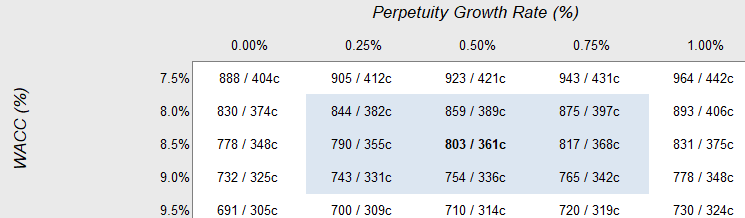 Perpetuity Growth Rate (%)
0.00% 0.25% 0.50% 0.75% 1.00%
WACC (%)
7.5% 888 / 404c 905 / 412c 923 / 421c 943 / 431c 964 / 442c
8.0% 830 / 374c 844 / 382c 859 / 389c 875 / 397c 893 / 406c
8.5% 778 / 348c 790 / 355c 803 / 361c 817 / 368c 831 / 375c
9.0% 732 / 325c 743 / 331c 754 / 336c 765 / 342c 778 / 348c
9.5% 691 / 305c 700 / 309c 710 / 314c 720 / 319c 730 / 324c